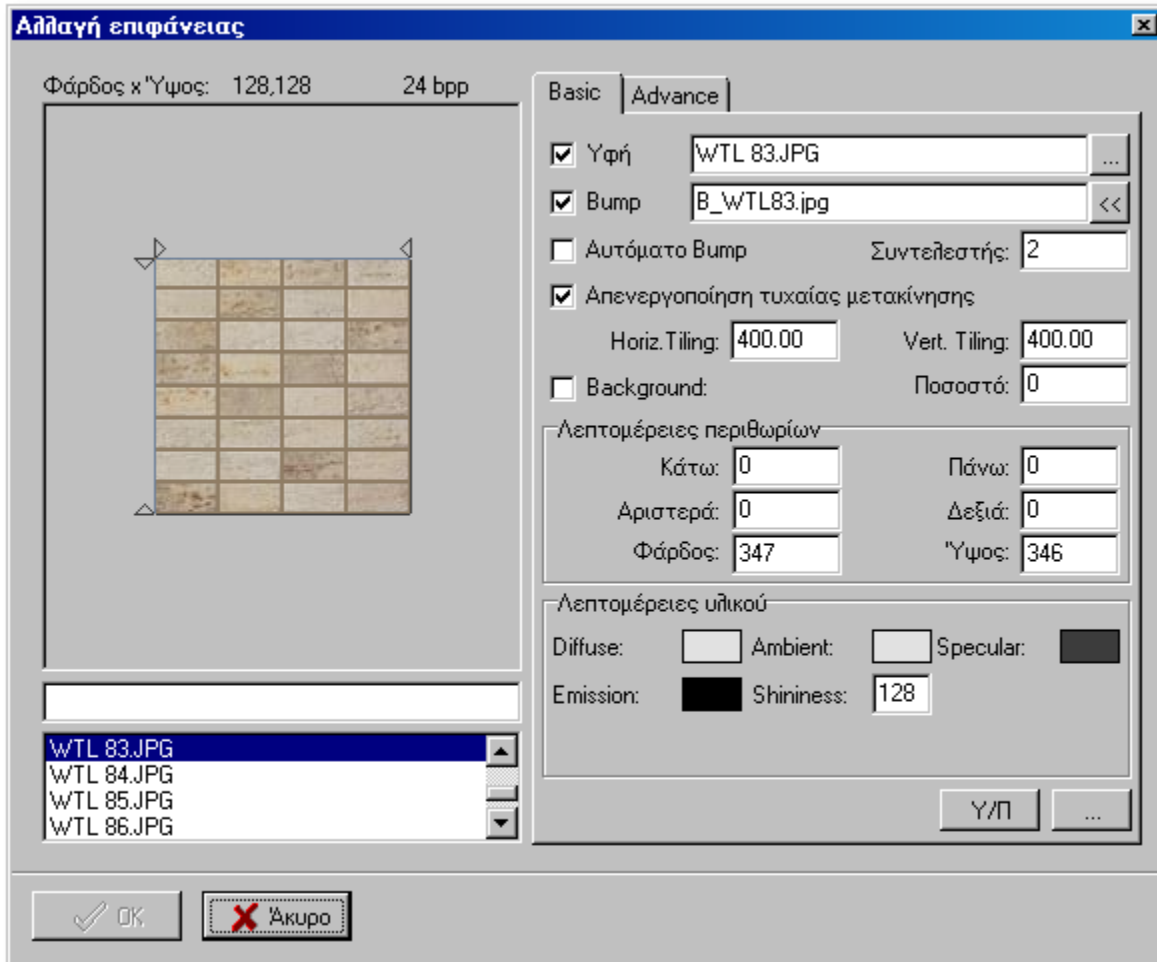 Αλλαγή επιφάνειας
Φάρδος x Ύψος: 128,128 24 bpp
Basic Advance
Υφή WTL 83.JPG ...
Bump B_WTL83.jpg <<
Αυτόματο Bump Συντελεστής: 2
Απενεργοποίηση τυχαίας μετακίνησης
Horiz.Tiling: 400.00 Vert. Tiling: 400.00
Background: Ποσοστό: 0
Λεπτομέρειες περιθωρίων
Κάτω: 0 Πάνω: 0
Αριστερά: 0 Δεξιά: 0
Φάρδος: 347 Ύψος: 346
Λεπτομέρειες υλικού
Diffuse: Ambient: Specular:
Emission: Shininess: 128
WTL 83.JPG
WTL 84.JPG
WTL 85.JPG
WTL 86.JPG
Υ/Π ...
OK Άκυρο